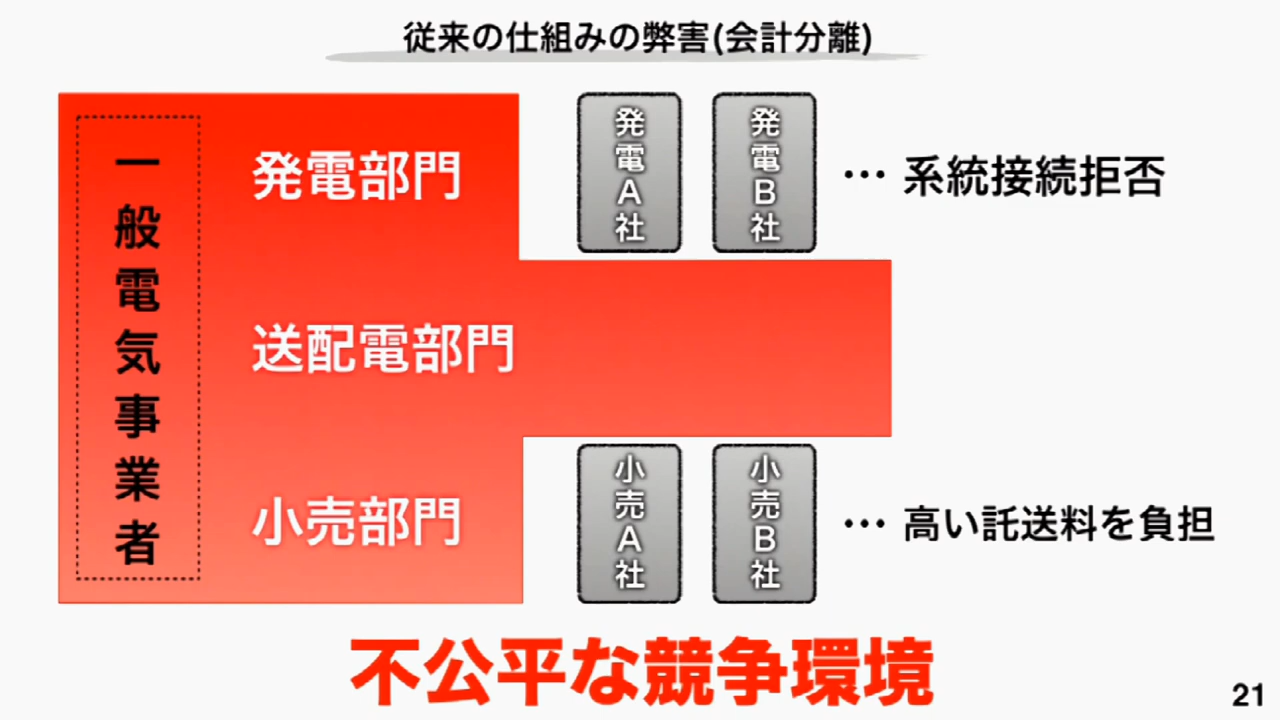 従来の仕組みの弊害(会計分離)
一般電気事業者
発電部門
発電A社
発電B社
… 系統接続拒否
送配電部門
小売部門
小売A社
小売B社
… 高い託送料を負担
不公平な競争環境
21